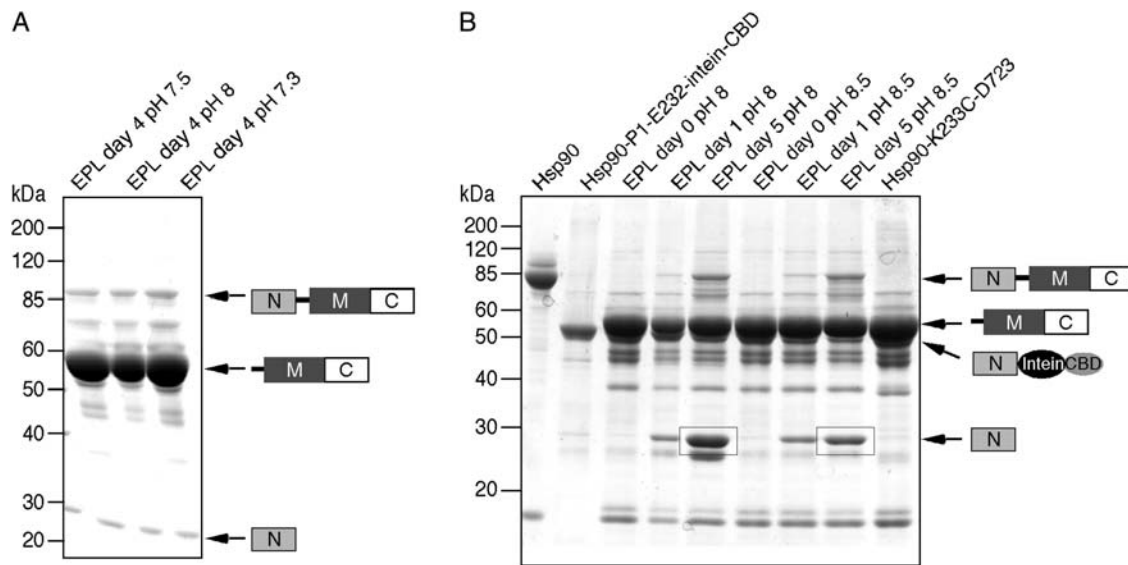 A
EPL day 4 pH 7.5
EPL day 4 pH 8
EPL day 4 pH 7.3
kDa
200
120
85
60
50
40
30
20
N M C
M C
N
B
Hsp90
Hsp90-P1-E232-intein-CBD
EPL day 0 pH 8
EPL day 1 pH 8
EPL day 5 pH 8
EPL day 0 pH 8.5
EPL day 1 pH 8.5
EPL day 5 pH 8.5
Hsp90-K233C-D723
kDa
200
120
85
60
50
40
30
20
N M C
M C
N Intein CBD
N